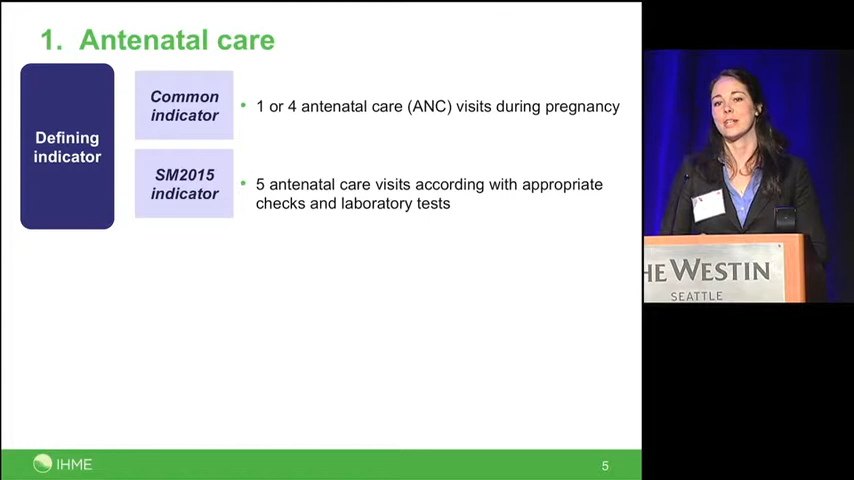 1. Antenatal care
Defining
indicator
Common
indicator
• 1 or 4 antenatal care (ANC) visits during pregnancy
SM2015
indicator
• 5 antenatal care visits according with appropriate
checks and laboratory tests
IHME
5
HE WESTIN
SEATTLE